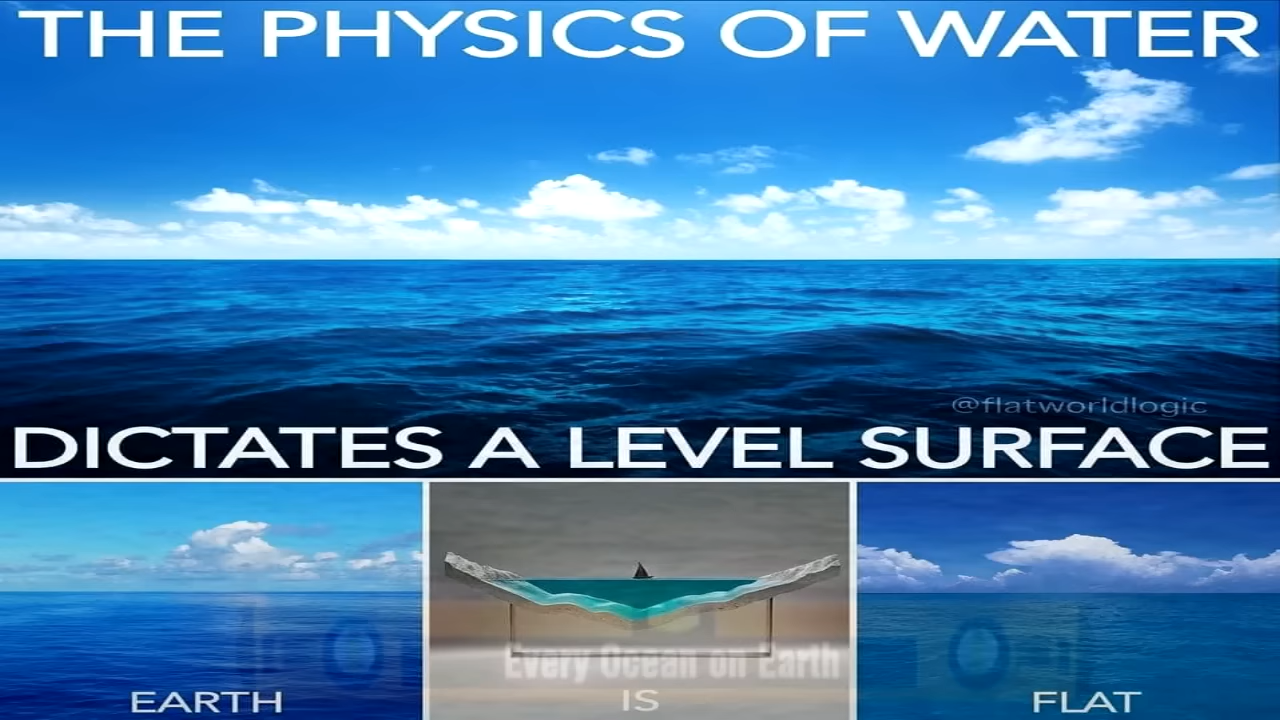 THE PHYSICS OF WATER
@flatworldlogic
DICTATES A LEVEL SURFACE
Every Ocean on Earth
EARTH
IS
FLAT